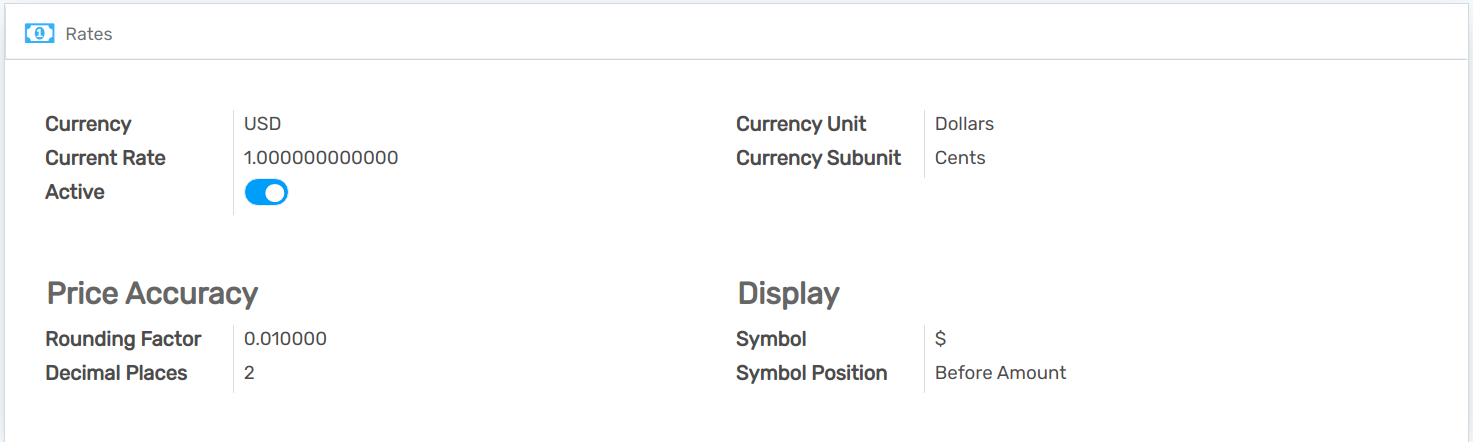 Rates
Currency USD
Current Rate 1.000000000000
Active
Currency Unit Dollars
Currency Subunit Cents
Price Accuracy
Rounding Factor 0.010000
Decimal Places 2
Display
Symbol $
Symbol Position Before Amount